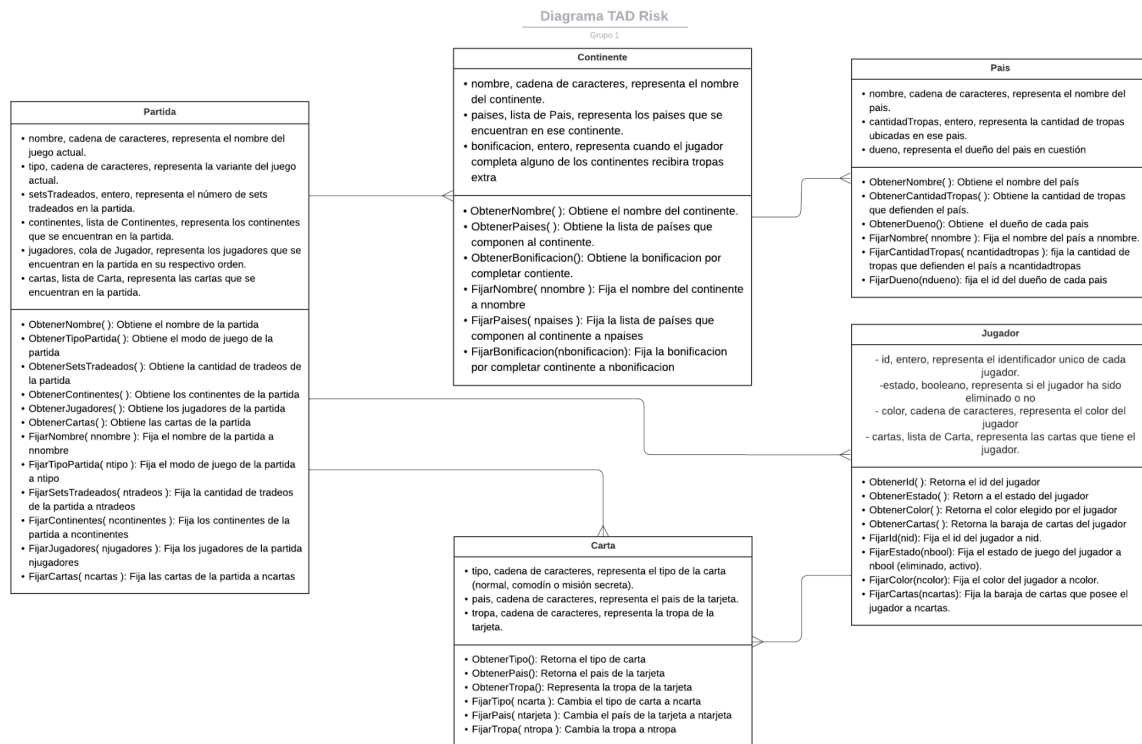 Diagrama TAD Risk
Grupo 1
Partida
• nombre, cadena de caracteres, representa el nombre del
juego actual.
• tipo, cadena de caracteres, representa la variante del juego
actual.
• setsTradeados, entero, representa el número de sets
tradeados en la partida.
• continentes, lista de Continentes, representa los continentes
que se encuentran en la partida.
• jugadores, cola de Jugador, representa los jugadores que se
encuentran en la partida en su respectivo orden.
• cartas, lista de Carta, representa las cartas que se
encuentran en la partida.
• ObtenerNombre( ): Obtiene el nombre de la partida
• ObtenerTipoPartida( ): Obtiene el modo de juego de la
partida
• ObtenerSetsTradeados( ): Obtiene la cantidad de tradeos de
la partida
• ObtenerContinentes( ): Obtiene los continentes de la partida
• ObtenerJugadores( ): Obtiene los jugadores de la partida
• ObtenerCartas( ): Obtiene las cartas de la partida
• FijarNombre( nnombre ): Fija el nombre de la partida a
nnombre
• FijarTipoPartida( ntipo ): Fija el modo de juego de la partida
a ntipo
• FijarSetsTradeados( ntradeos ): Fija la cantidad de tradeos
de la partida a ntradeos
• FijarContinentes( ncontinentes ): Fija los continentes de la
partida a ncontinentes
• FijarJugadores( njugadores ): Fija los jugadores de la partida
njugadores
• FijarCartas( ncartas ): Fija las cartas de la partida a ncartas
Continente
• nombre, cadena de caracteres, representa el nombre
del continente.
• paises, lista de Pais, representa los paises que se
encuentran en ese continente.
• bonificacion, entero, representa cuando el jugador
completa alguno de los continentes recibira tropas
extra
• ObtenerNombre( ): Obtiene el nombre del continente.
• ObtenerPaises( ): Obtiene la lista de países que
componen al continente.
• ObtenerBonificacion(): Obtiene la bonificacion por
completar contiente.
• FijarNombre( nnombre ): Fija el nombre del continente
a nnombre
• FijarPaises( npaises ): Fija la lista de países que
componen al continente a npaises
• FijarBonificacion(nbonificacion): Fija la bonificacion
por completar continente a nbonificacion
Pais
• nombre, cadena de caracteres, representa el nombre del
pais.
• cantidadTropas, entero, representa la cantidad de tropas
ubicadas en ese pais.
• dueno, representa el dueño del pais en cuestión
• ObtenerNombre( ): Obtiene el nombre del país
• ObtenerCantidadTropas( ): Obtiene la cantidad de tropas
que defienden el país.
• ObtenerDueno(): Obtiene el dueño de cada pais
• FijarNombre( nnombre ): Fija el nombre del país a nnombre.
• FijarCantidadTropas( ncantidadtropas ): fija la cantidad de
tropas que defienden el país a ncantidadtropas
• FijarDueno(ndueno): fija el id del dueño de cada pais
Jugador
- id, entero, representa el identificador unico de cada
jugador.
-estado, booleano, representa si el jugador ha sido
eliminado o no
- color, cadena de caracteres, representa el color del
jugador
- cartas, lista de Carta, representa las cartas que tiene el
jugador.
• ObtenerId( ): Retorna el id del jugador
• ObtenerEstado( ): Retorn a el estado del jugador
• ObtenerColor( ): Retorna el color elegido por el jugador
• ObtenerCartas( ): Retorna la baraja de cartas del jugador
• FijarId(nid): Fija el id del jugador a nid.
• FijarEstado(nbool): Fija el estado de juego del jugador a
nbool (eliminado, activo).
• FijarColor(ncolor): Fija el color del jugador a ncolor.
• FijarCartas(ncartas): Fija la baraja de cartas que posee el
jugador a ncartas.
Carta
• tipo, cadena de caracteres, representa el tipo de la carta
(normal, comodín o misión secreta).
• pais, cadena de caracteres, representa el pais de la tarjeta.
• tropa, cadena de caracteres, representa la tropa de la
tarjeta.
• ObtenerTipo(): Retorna el tipo de carta
• ObtenerPais(): Retorna el pais de la tarjeta
• ObtenerTropa(): Representa la tropa de la tarjeta
• FijarTipo( ncarta ): Cambia el tipo de carta a ncarta
• FijarPais( ntarjeta ): Cambia el país de la tarjeta a ntarjeta
• FijarTropa( ntropa ): Cambia la tropa a ntropa